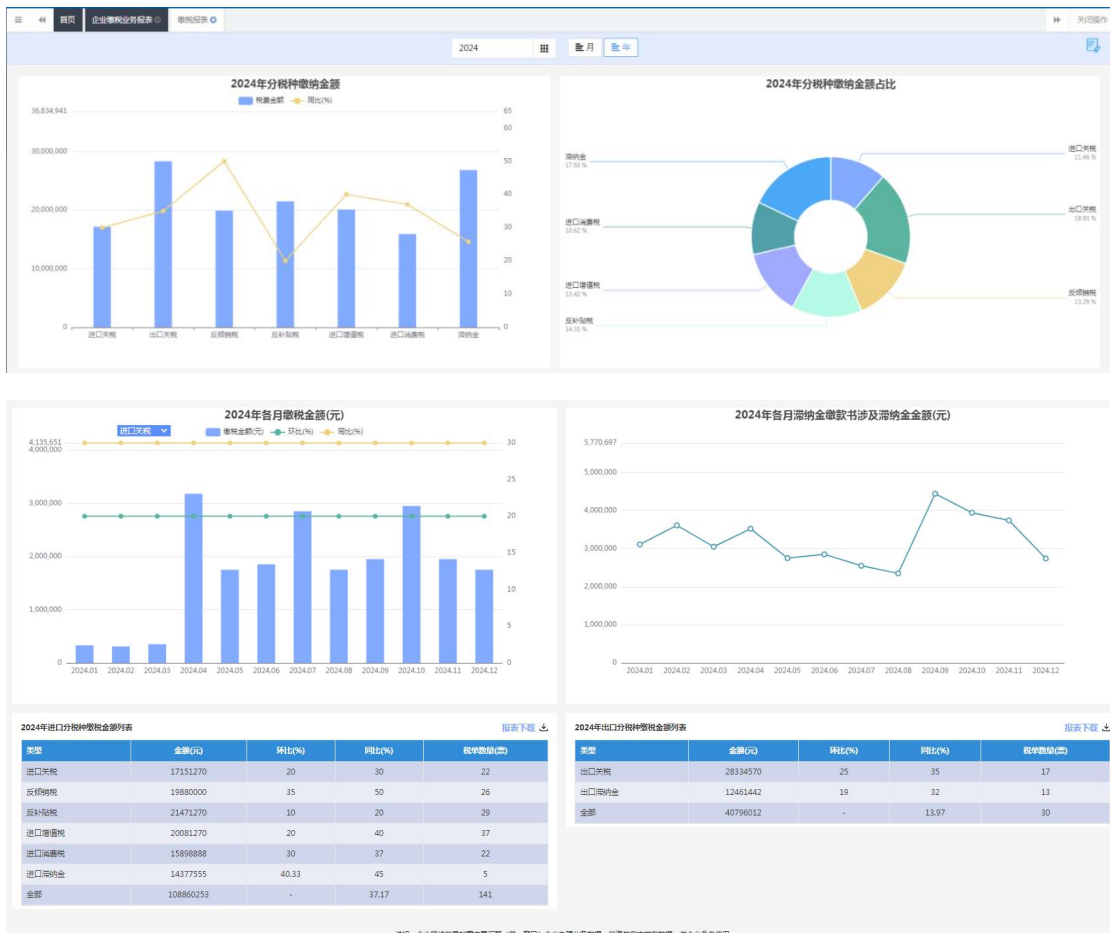 首页 企业缴税业务报表 缴税报表 关闭操作
2024 月 年
2024年分税种缴纳金额
税费金额 同比(%)
36,834,941 65
60
30,000,000 50
40
20,000,000 30
20
10,000,000 10
0 0
进口关税 出口关税 反倾销税 反补贴税 进口增值税 进口消费税 滞纳金
2024年分税种缴纳金额占比
滞纳金
17.93 %
进口关税
11.46 %
进口消费税
10.62 %
出口关税
18.93 %
进口增值税
13.42 %
反倾销税
13.29 %
反补贴税
14.35 %
2024年各月缴税金额(元)
进口关税 缴税金额(元) 环比(%) 同比(%)
4,135,651 30
4,000,000
25
3,000,000 20
2,000,000 15
10
1,000,000 5
0 0
2024.01 2024.02 2024.03 2024.04 2024.05 2024.06 2024.07 2024.08 2024.09 2024.10 2024.11 2024.12
2024年各月滞纳金缴款书涉及滞纳金金额(元)
5,770,697
5,000,000
4,000,000
3,000,000
2,000,000
1,000,000
0
2024.01 2024.02 2024.03 2024.04 2024.05 2024.06 2024.07 2024.08 2024.09 2024.10 2024.11 2024.12
2024年进口分税种缴税金额列表 报表下载
类型 金额(元) 环比(%) 同比(%) 税单数量(票)
进口关税 17151270 20 30 22
反倾销税 19880000 35 50 26
反补贴税 21471270 10 20 29
进口增值税 20081270 20 40 37
进口消费税 15898888 30 37 22
进口滞纳金 14377555 40.33 45 5
全部 108860253 - 37.17 141
2024年出口分税种缴税金额列表 报表下载
类型 金额(元) 环比(%) 同比(%) 税单数量(票)
出口关税 28334570 25 35 17
出口滞纳金 12461442 19 32 13
全部 40796012 - 13.97 30